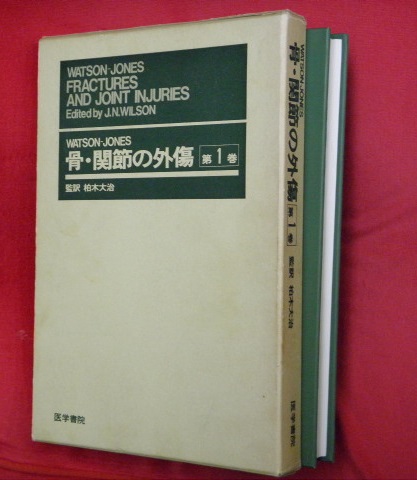 WATSON-JONES
FRACTURES
AND JOINT INJURIES
Edited by J.N.WILSON
WATSON-JONES
骨・関節の外傷 第1巻
監訳 柏木大治
医学書院
WATSON-JONES
骨・関節の外傷 第1巻
監訳 柏木大治
医学書院